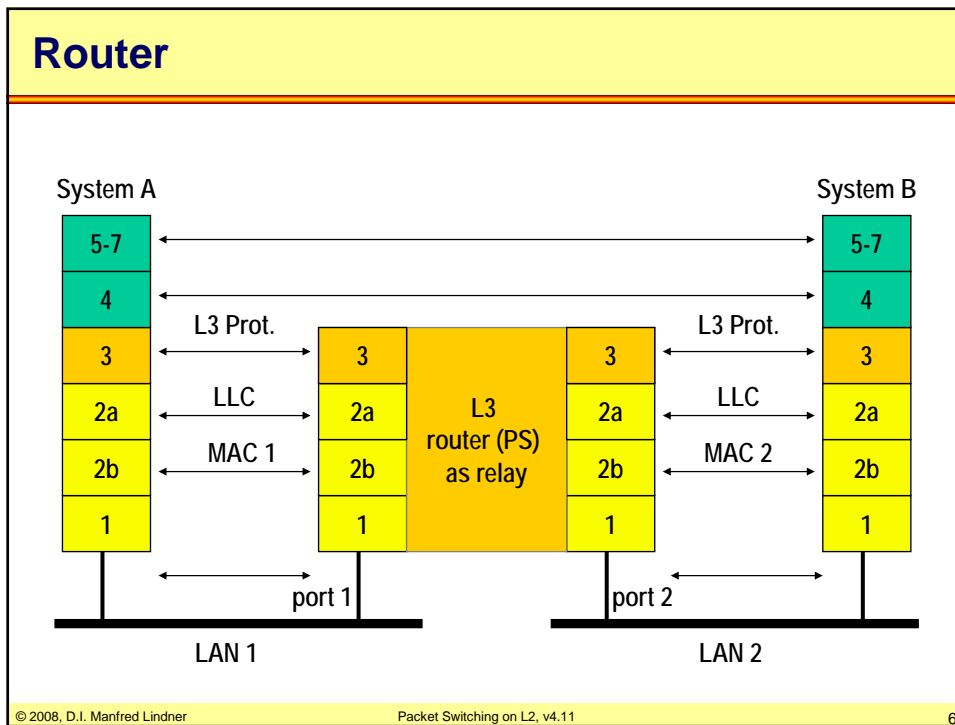 Router
System A System B
5-7 5-7
4 4
L3 Prot. L3 Prot.
3 3 3 3
LLC LLC
2a 2a L3 2a 2a
router (PS)
MAC 1 MAC 2
2b 2b as relay 2b 2b
1 1 1 1
port 1 port 2
LAN 1 LAN 2
© 2008, D.I. Manfred Lindner Packet Switching on L2, v4.11 6